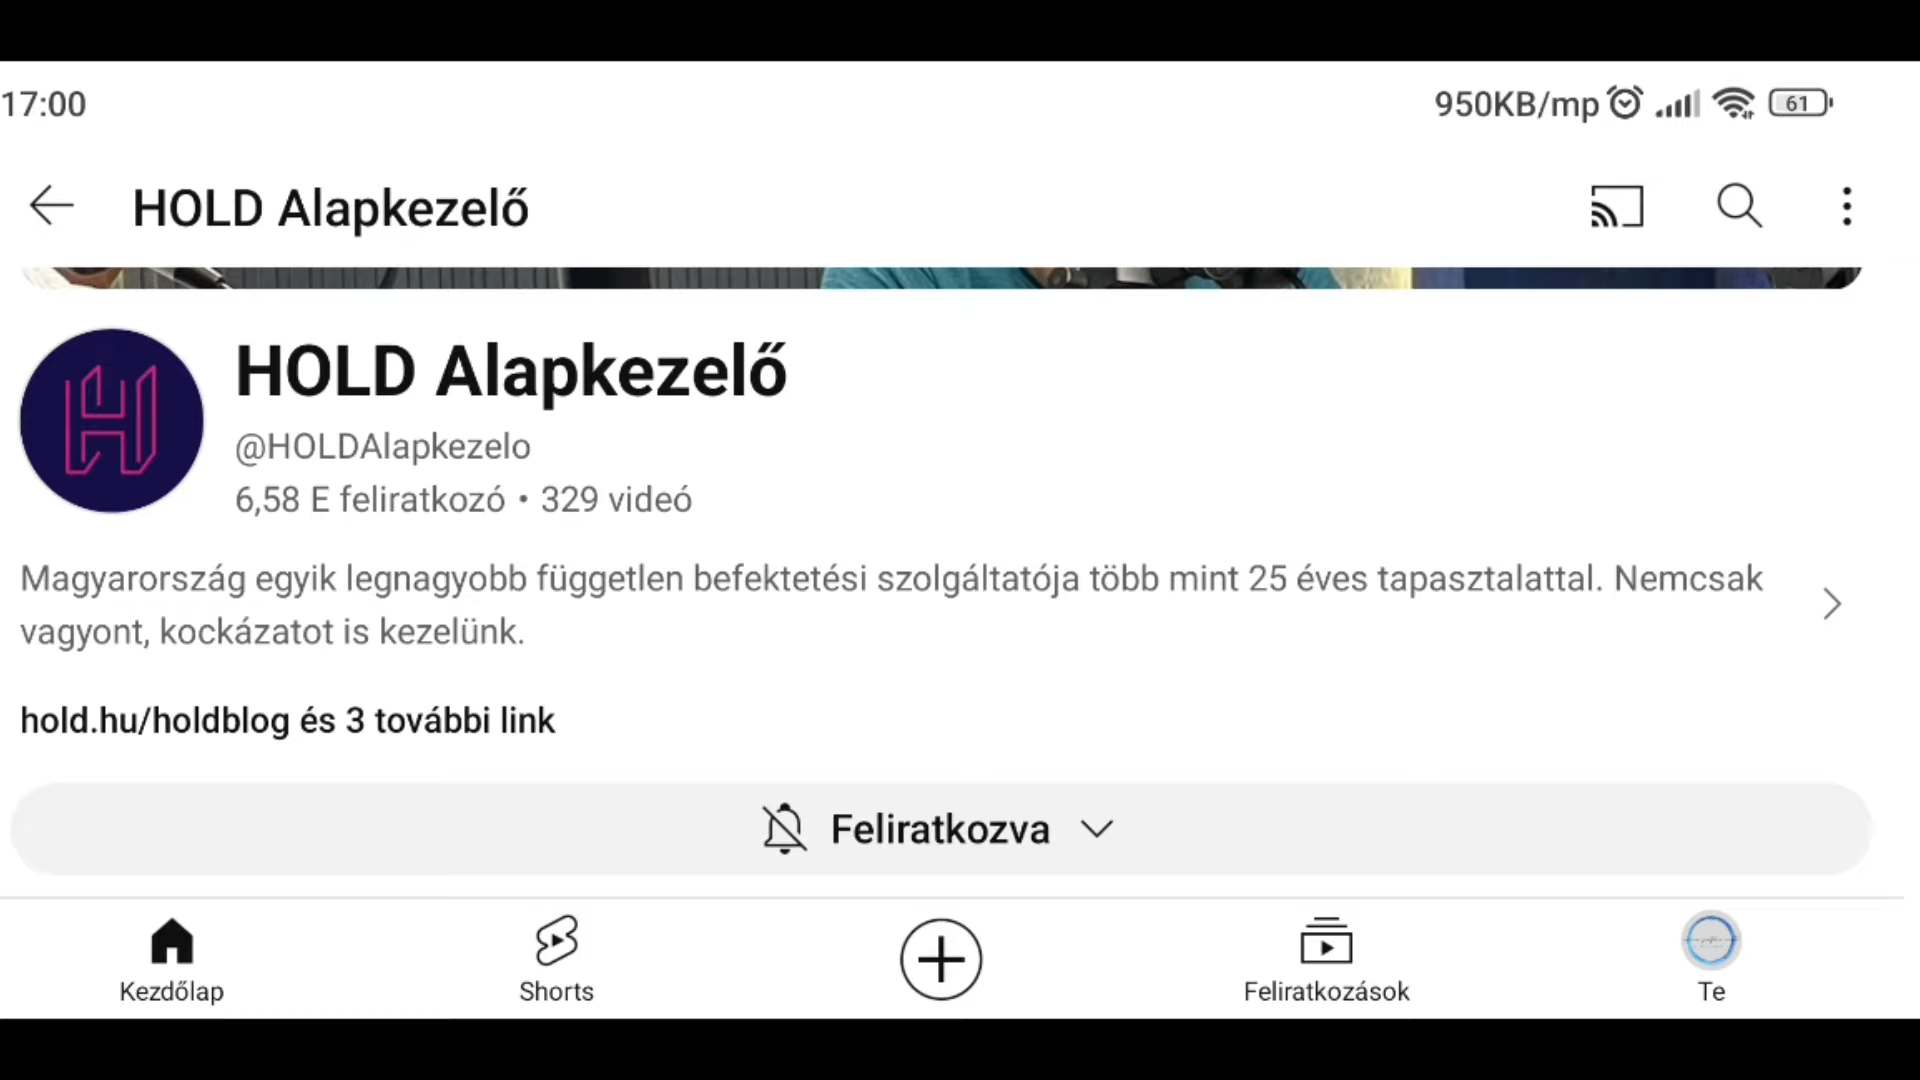 17:00
950KB/mp
61
HOLD Alapkezelő
HOLD Alapkezelő
@HOLDAlapkezelo
6,58 E feliratkozó • 329 videó
Magyarország egyik legnagyobb független befektetési szolgáltatója több mint 25 éves tapasztalattal. Nemcsak
vagyont, kockázatot is kezelünk.
hold.hu/holdblog és 3 további link
Feliratkozva
Kezdőlap
Shorts
Feliratkozások
Te